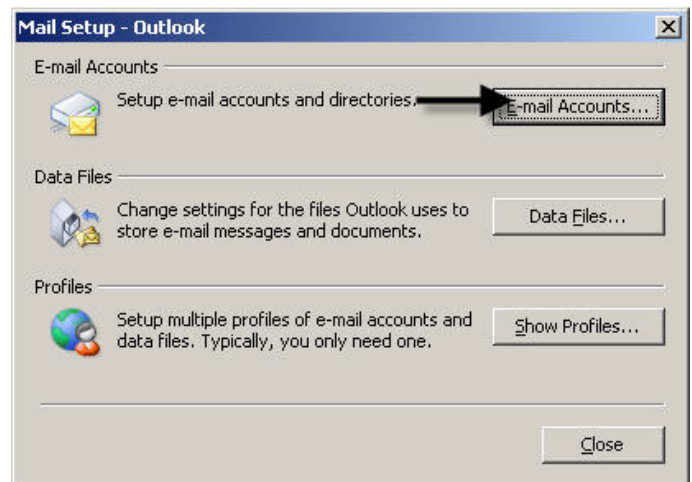 Mail Setup - Outlook
E-mail Accounts
Setup e-mail accounts and directories.
E-mail Accounts...
Data Files
Change settings for the files Outlook uses to
store e-mail messages and documents.
Data Files...
Profiles
Setup multiple profiles of e-mail accounts and
data files. Typically, you only need one.
Show Profiles...
Close